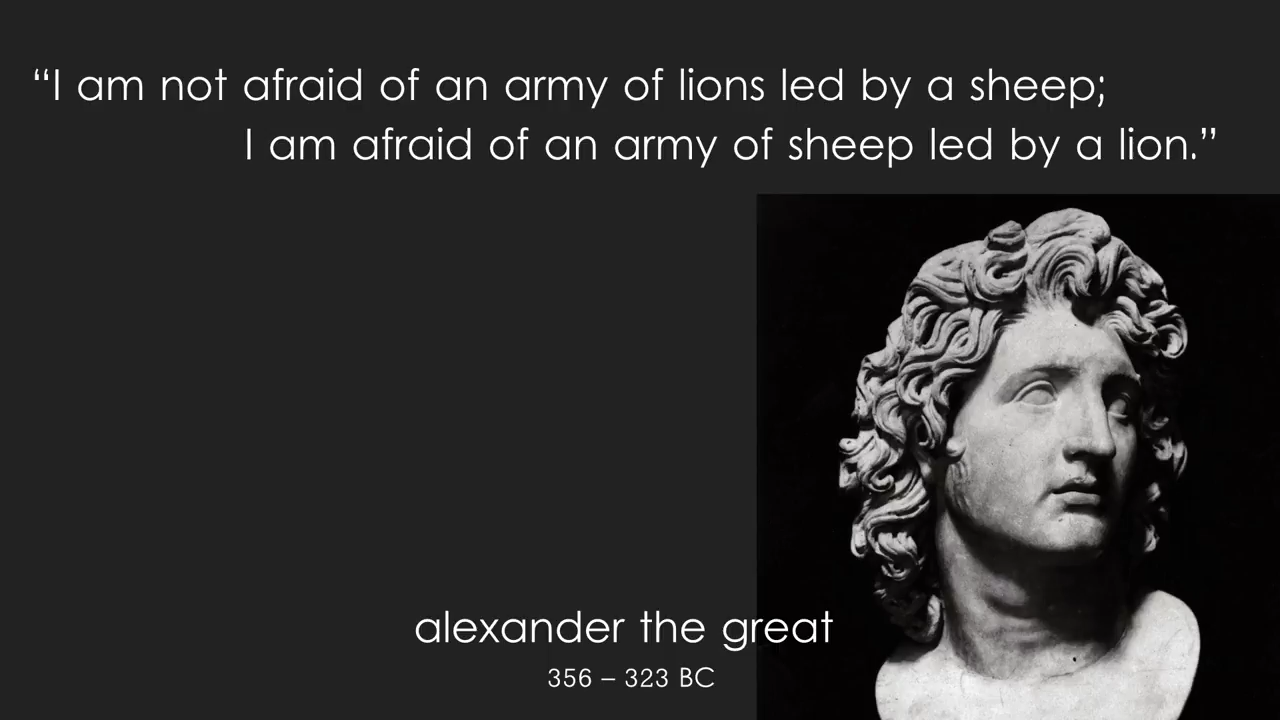 “I am not afraid of an army of lions led by a sheep;
I am afraid of an army of sheep led by a lion.”
alexander the great
356 – 323 BC